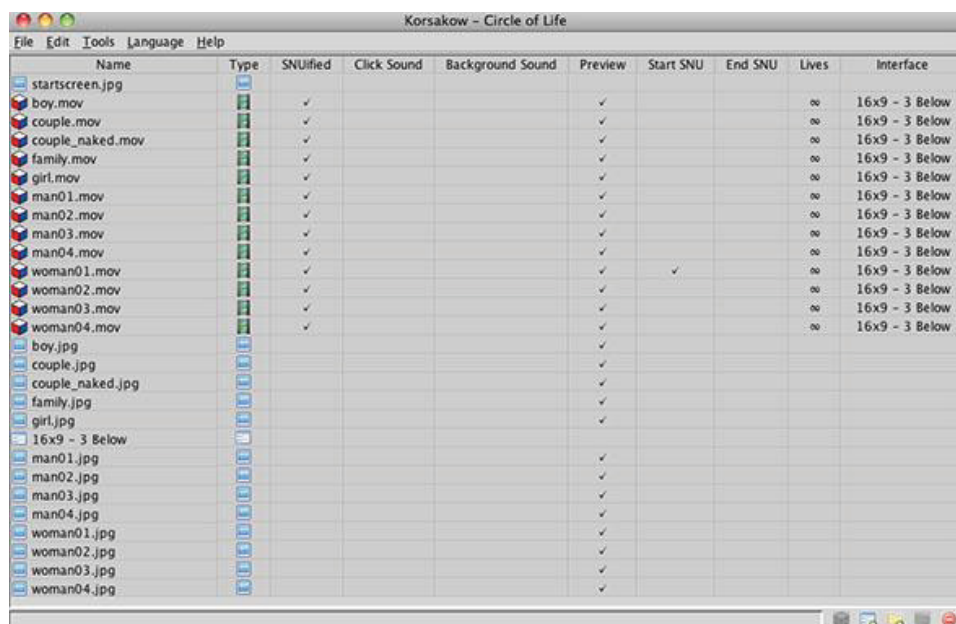 Korsakow - Circle of Life
File Edit Tools Language Help
Name Type SNUified Click Sound Background Sound Preview Start SNU End SNU Lives Interface
startscreen.jpg
boy.mov ✓ ✓ ∞ 16x9 - 3 Below
couple.mov ✓ ✓ ∞ 16x9 - 3 Below
couple_naked.mov ✓ ✓ ∞ 16x9 - 3 Below
family.mov ✓ ✓ ∞ 16x9 - 3 Below
girl.mov ✓ ✓ ∞ 16x9 - 3 Below
man01.mov ✓ ✓ ∞ 16x9 - 3 Below
man02.mov ✓ ✓ ∞ 16x9 - 3 Below
man03.mov ✓ ✓ ∞ 16x9 - 3 Below
man04.mov ✓ ✓ ∞ 16x9 - 3 Below
woman01.mov ✓ ✓ ✓ ∞ 16x9 - 3 Below
woman02.mov ✓ ✓ ∞ 16x9 - 3 Below
woman03.mov ✓ ✓ ∞ 16x9 - 3 Below
woman04.mov ✓ ✓ ∞ 16x9 - 3 Below
boy.jpg ✓
couple.jpg ✓
couple_naked.jpg ✓
family.jpg ✓
girl.jpg ✓
16x9 - 3 Below
man01.jpg ✓
man02.jpg ✓
man03.jpg ✓
man04.jpg ✓
woman01.jpg ✓
woman02.jpg ✓
woman03.jpg ✓
woman04.jpg ✓